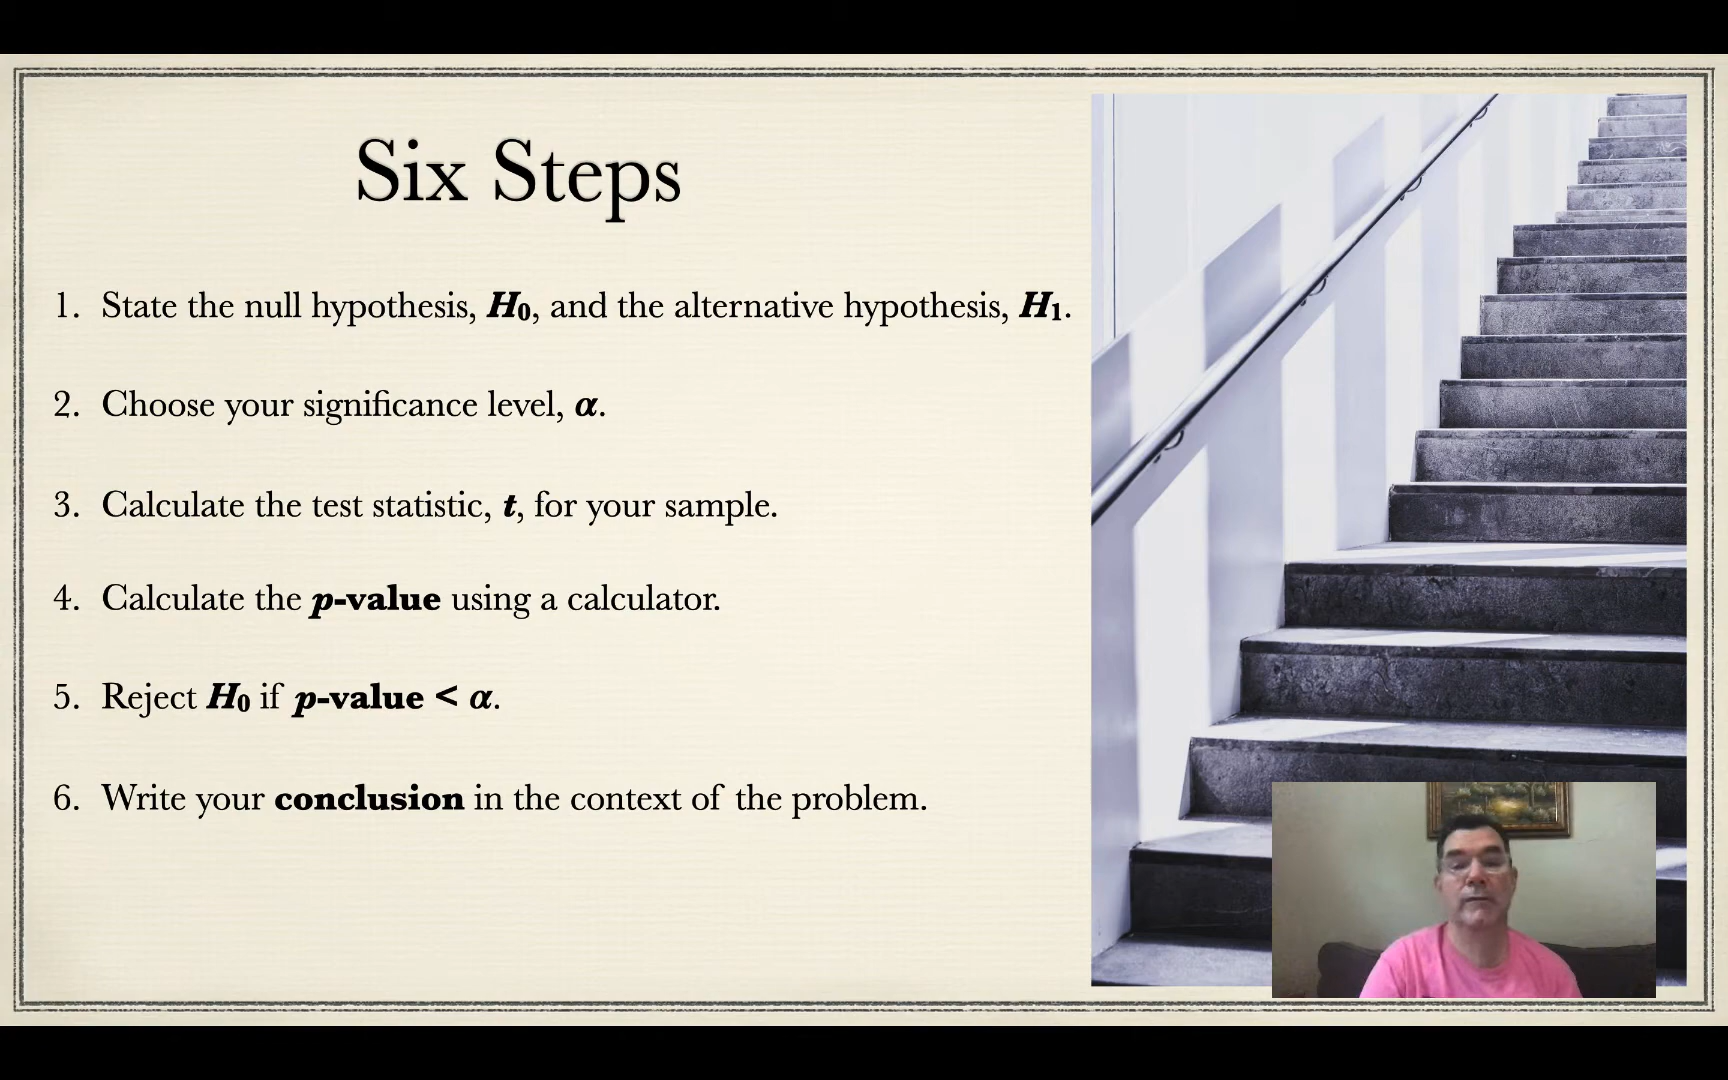 Six Steps
1. State the null hypothesis, H₀, and the alternative hypothesis, H₁.
2. Choose your significance level, α.
3. Calculate the test statistic, t, for your sample.
4. Calculate the p-value using a calculator.
5. Reject H₀ if p-value < α.
6. Write your conclusion in the context of the problem.